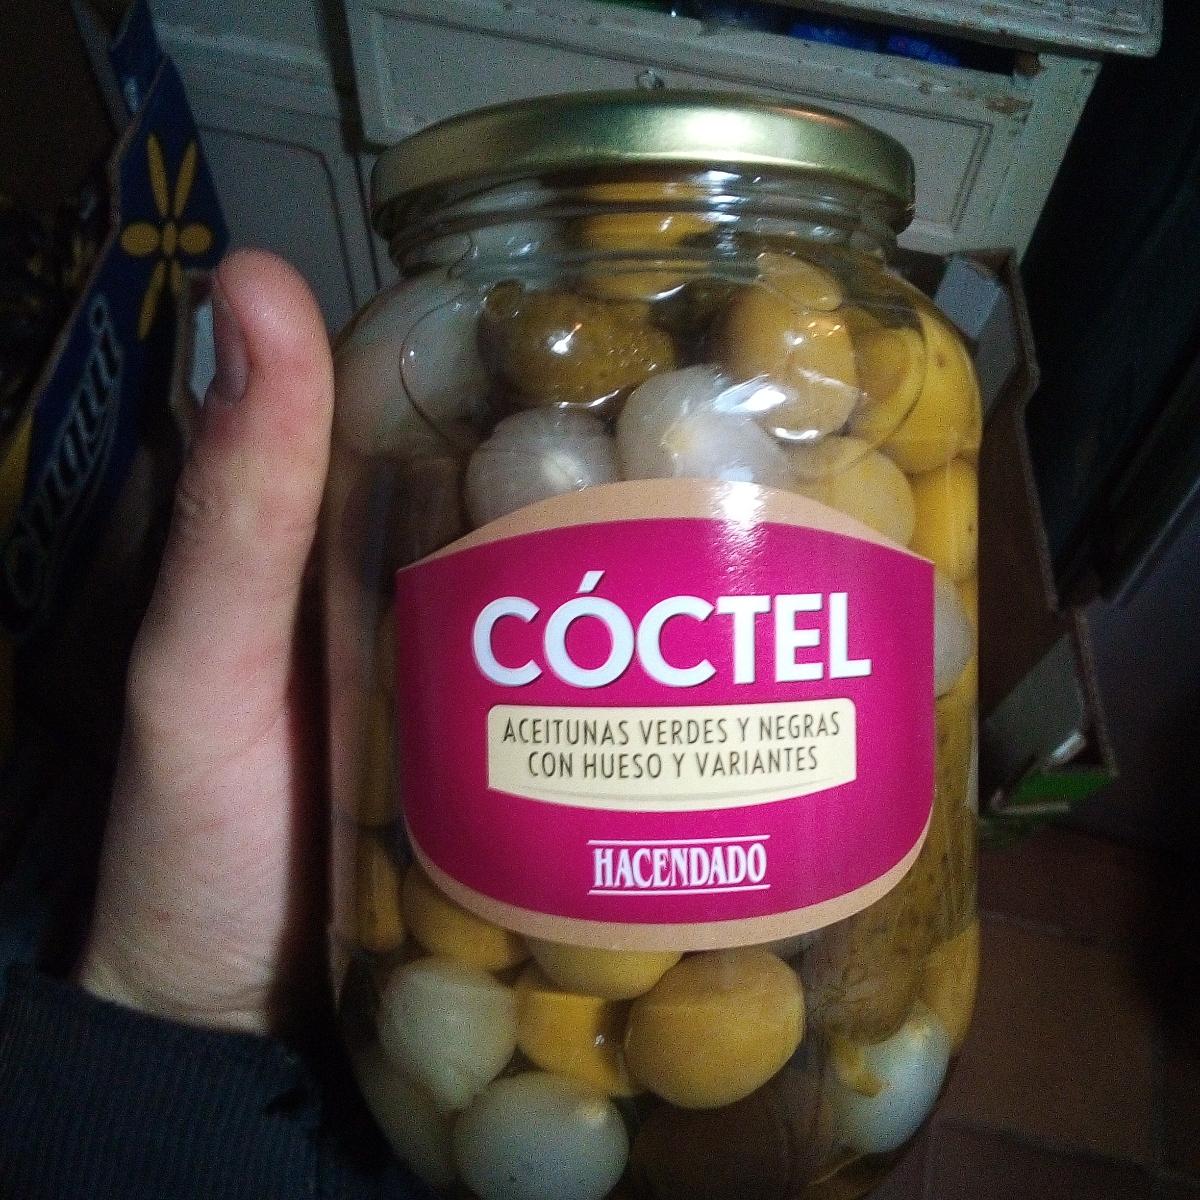 CÓCTEL
ACEITUNAS VERDES Y NEGRAS
CON HUESO Y VARIANTES
HACENDADO